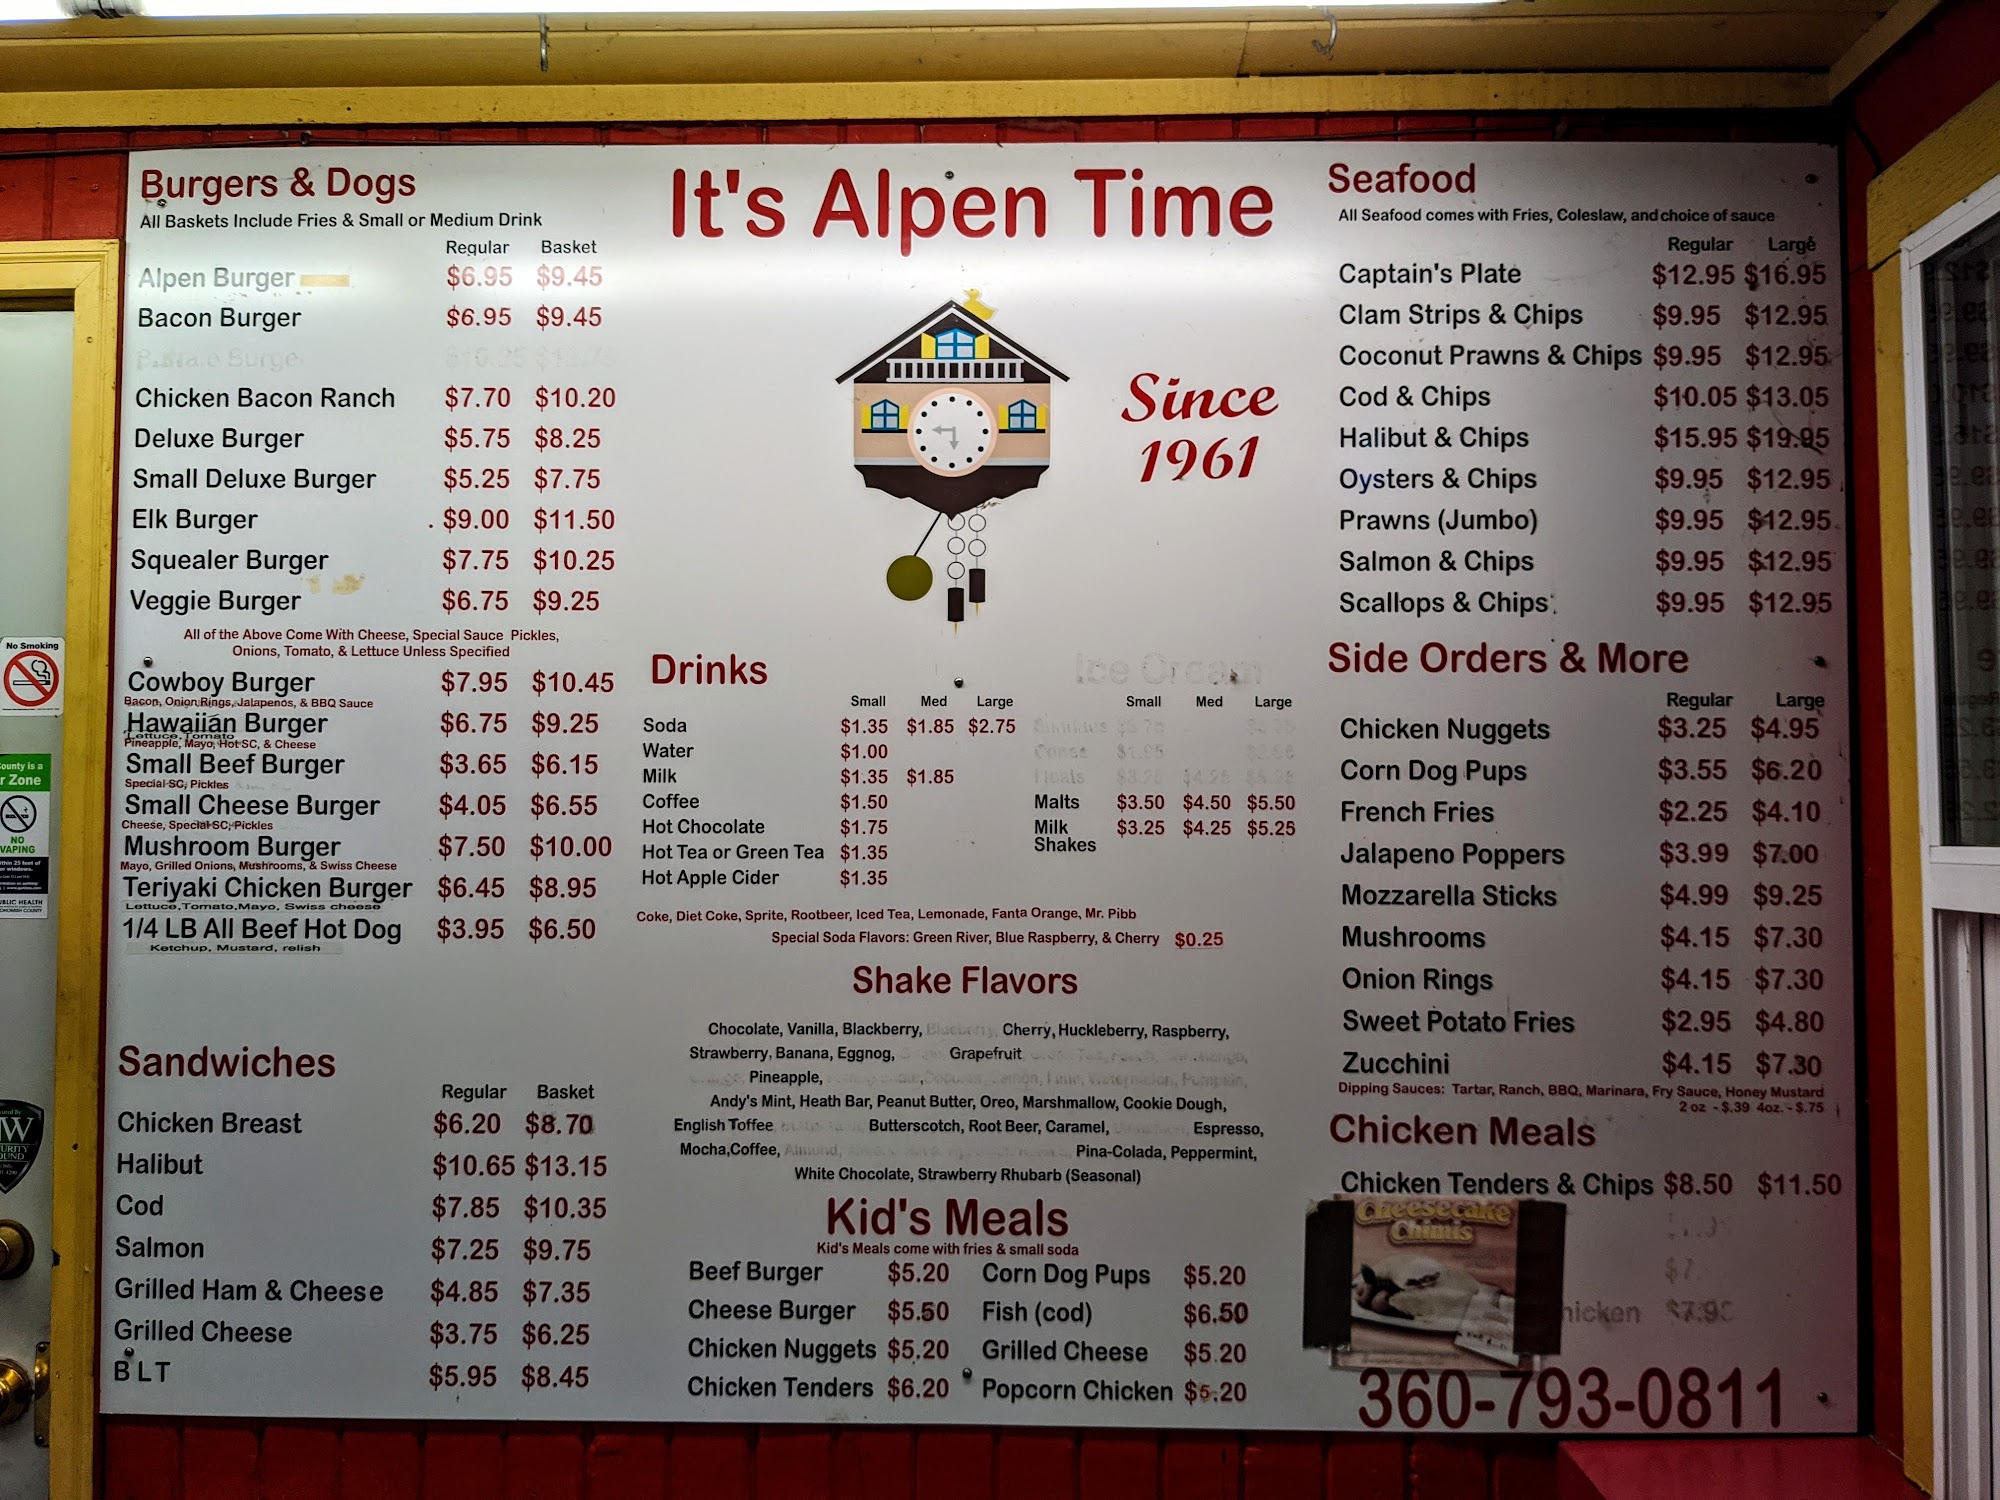 It's Alpen Time
Since
1961
Burgers & Dogs
All Baskets Include Fries & Small or Medium Drink
Regular Basket
Alpen Burger $6.95 $9.45
Bacon Burger $6.95 $9.45
Chicken Bacon Ranch $7.70 $10.20
Deluxe Burger $5.75 $8.25
Small Deluxe Burger $5.25 $7.75
Elk Burger . $9.00 $11.50
Squealer Burger $7.75 $10.25
Veggie Burger $6.75 $9.25
All of the Above Come With Cheese, Special Sauce Pickles,
Onions, Tomato, & Lettuce Unless Specified
Cowboy Burger $7.95 $10.45
Bacon, Onion Rings, Jalapenos, & BBQ Sauce
Hawaiian Burger $6.75 $9.25
Lettuce, Tomato
Pineapple, Mayo, Hot SC, & Cheese
Small Beef Burger $3.65 $6.15
Special SC, Pickles
Small Cheese Burger $4.05 $6.55
Cheese, Special SC, Pickles
Mushroom Burger $7.50 $10.00
Mayo, Grilled Onions, Mushrooms, & Swiss Cheese
Teriyaki Chicken Burger $6.45 $8.95
Lettuce,Tomato,Mayo, Swiss cheese
1/4 LB All Beef Hot Dog $3.95 $6.50
Ketchup, Mustard, relish
Sandwiches
Regular Basket
Chicken Breast $6.20 $8.70
Halibut $10.65 $13.15
Cod $7.85 $10.35
Salmon $7.25 $9.75
Grilled Ham & Cheese $4.85 $7.35
Grilled Cheese $3.75 $6.25
BLT $5.95 $8.45
Drinks
Small Med Large
Soda $1.35 $1.85 $2.75
Water $1.00
Milk $1.35 $1.85
Coffee $1.50
Hot Chocolate $1.75
Hot Tea or Green Tea $1.35
Hot Apple Cider $1.35
Ice Cream
Small Med Large
Malts $3.50 $4.50 $5.50
Milk Shakes $3.25 $4.25 $5.25
Coke, Diet Coke, Sprite, Rootbeer, Iced Tea, Lemonade, Fanta Orange, Mr. Pibb
Special Soda Flavors: Green River, Blue Raspberry, & Cherry $0.25
Shake Flavors
Chocolate, Vanilla, Blackberry, Blueberry, Cherry, Huckleberry, Raspberry,
Strawberry, Banana, Eggnog, Grapefruit
Pineapple,
Andy's Mint, Heath Bar, Peanut Butter, Oreo, Marshmallow, Cookie Dough,
English Toffee Butterscotch, Root Beer, Caramel, Espresso,
Mocha,Coffee, Almond, Pina-Colada, Peppermint,
White Chocolate, Strawberry Rhubarb (Seasonal)
Kid's Meals
Kid's Meals come with fries & small soda
Beef Burger $5.20 Corn Dog Pups $5.20
Cheese Burger $5.50 Fish (cod) $6.50
Chicken Nuggets $5.20 Grilled Cheese $5.20
Chicken Tenders $6.20 Popcorn Chicken $5.20
Seafood
All Seafood comes with Fries, Coleslaw, and choice of sauce
Regular Large
Captain's Plate $12.95 $16.95
Clam Strips & Chips $9.95 $12.95
Coconut Prawns & Chips $9.95 $12.95
Cod & Chips $10.05 $13.05
Halibut & Chips $15.95 $19.95
Oysters & Chips $9.95 $12.95
Prawns (Jumbo) $9.95 $12.95
Salmon & Chips $9.95 $12.95
Scallops & Chips $9.95 $12.95
Side Orders & More
Regular Large
Chicken Nuggets $3.25 $4.95
Corn Dog Pups $3.55 $6.20
French Fries $2.25 $4.10
Jalapeno Poppers $3.99 $7.00
Mozzarella Sticks $4.99 $9.25
Mushrooms $4.15 $7.30
Onion Rings $4.15 $7.30
Sweet Potato Fries $2.95 $4.80
Zucchini $4.15 $7.30
Dipping Sauces: Tartar, Ranch, BBQ, Marinara, Fry Sauce, Honey Mustard
2 oz - $.39 4oz. - $.75
Chicken Meals
Chicken Tenders & Chips $8.50 $11.50
Cheesecake
Chimis
360-793-0811
No Smoking
NO
VAPING